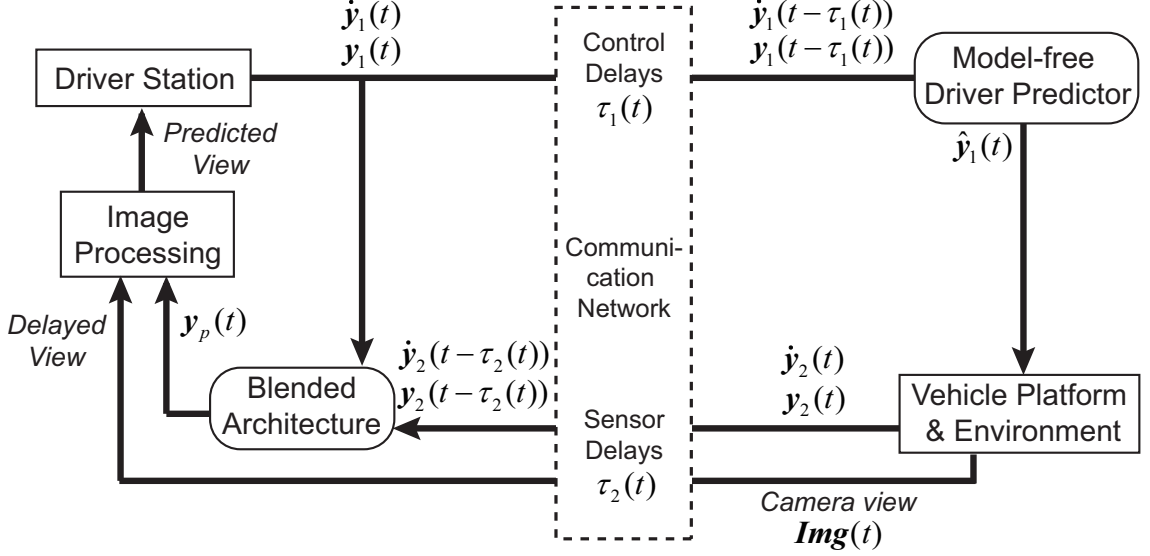 ẏ₁(t)
y₁(t)
Driver Station
Control
Delays
τ₁(t)
ẏ₁(t − τ₁(t))
y₁(t − τ₁(t))
Model-free
Driver Predictor
Predicted
View
ŷ₁(t)
Image
Processing
Communi-
cation
Network
Delayed
View
yₚ(t)
Blended
Architecture
ẏ₂(t − τ₂(t))
y₂(t − τ₂(t))
Sensor
Delays
τ₂(t)
ẏ₂(t)
y₂(t)
Vehicle Platform
& Environment
Camera view
Img(t)